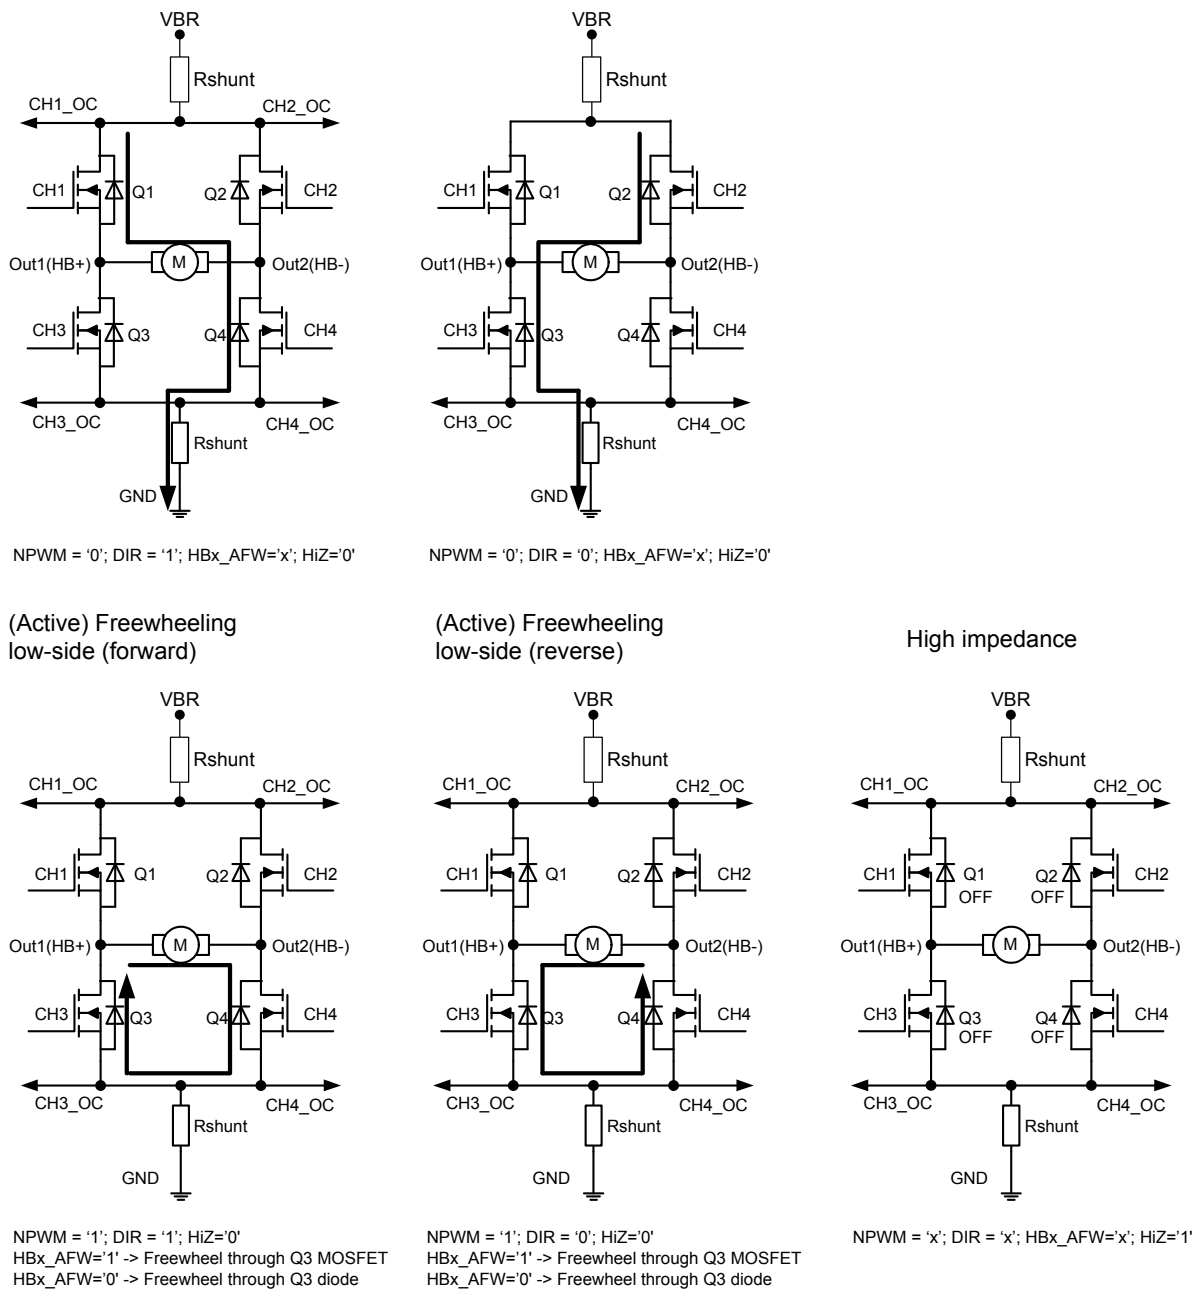 VBR
Rshunt
CH1_OC
CH2_OC
CH1
Q1
Q2
CH2
Out1(HB+)
M
Out2(HB-)
CH3
Q3
Q4
CH4
CH3_OC
CH4_OC
Rshunt
GND
NPWM = ‘0’; DIR = ‘1’; HBx_AFW=’x’; HiZ=’0'
VBR
Rshunt
CH1
Q1
Q2
CH2
Out1(HB+)
M
Out2(HB-)
CH3
Q3
Q4
CH4
CH3_OC
CH4_OC
Rshunt
GND
NPWM = ‘0’; DIR = ‘0’; HBx_AFW=’x’; HiZ=’0'
(Active) Freewheeling
low-side (forward)
VBR
Rshunt
CH1_OC
CH2_OC
CH1
Q1
Q2
CH2
Out1(HB+)
M
Out2(HB-)
CH3
Q3
Q4
CH4
CH3_OC
CH4_OC
Rshunt
GND
NPWM = ‘1’; DIR = ‘1’; HiZ=’0'
HBx_AFW=’1' -> Freewheel through Q3 MOSFET
HBx_AFW=’0' -> Freewheel through Q3 diode
(Active) Freewheeling
low-side (reverse)
VBR
Rshunt
CH1_OC
CH2_OC
CH1
Q1
Q2
CH2
Out1(HB+)
M
Out2(HB-)
CH3
Q3
Q4
CH4
CH3_OC
CH4_OC
Rshunt
GND
NPWM = ‘1’; DIR = ‘0’; HiZ=’0'
HBx_AFW=’1' -> Freewheel through Q3 MOSFET
HBx_AFW=’0' -> Freewheel through Q3 diode
High impedance
VBR
Rshunt
CH1_OC
CH2_OC
CH1
Q1
OFF
Q2
OFF
CH2
Out1(HB+)
M
Out2(HB-)
CH3
Q3
OFF
Q4
OFF
CH4
CH3_OC
CH4_OC
Rshunt
GND
NPWM = ‘x’; DIR = ‘x’; HBx_AFW=’x’; HiZ=’1'